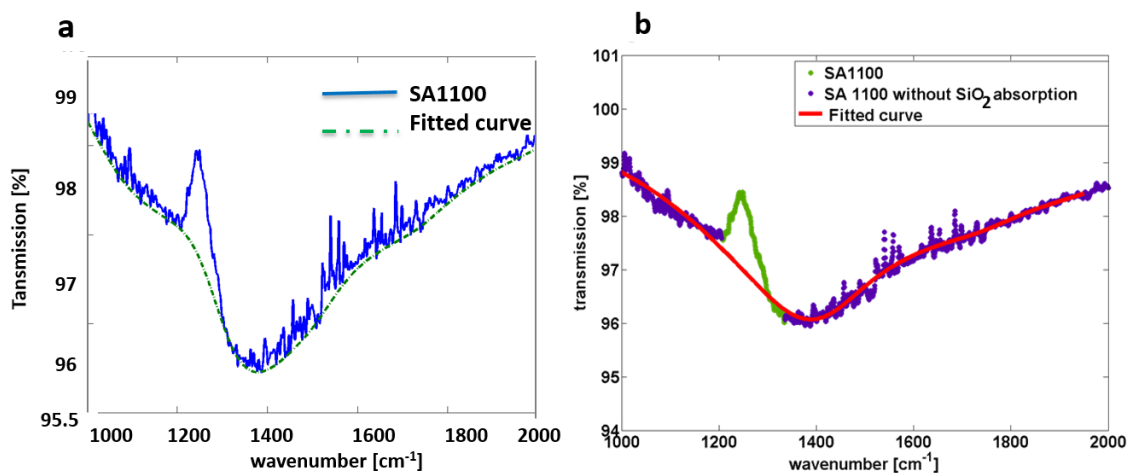 a
99
98
97
96
95.5
Tansmission [%]
SA1100
Fitted curve
1000 1200 1400 1600 1800 2000
wavenumber [cm-1]
b
101
100
99
98
97
96
95
94
transmission [%]
SA1100
SA 1100 without SiO2 absorption
Fitted curve
1000 1200 1400 1600 1800 2000
wavenumber [cm-1]